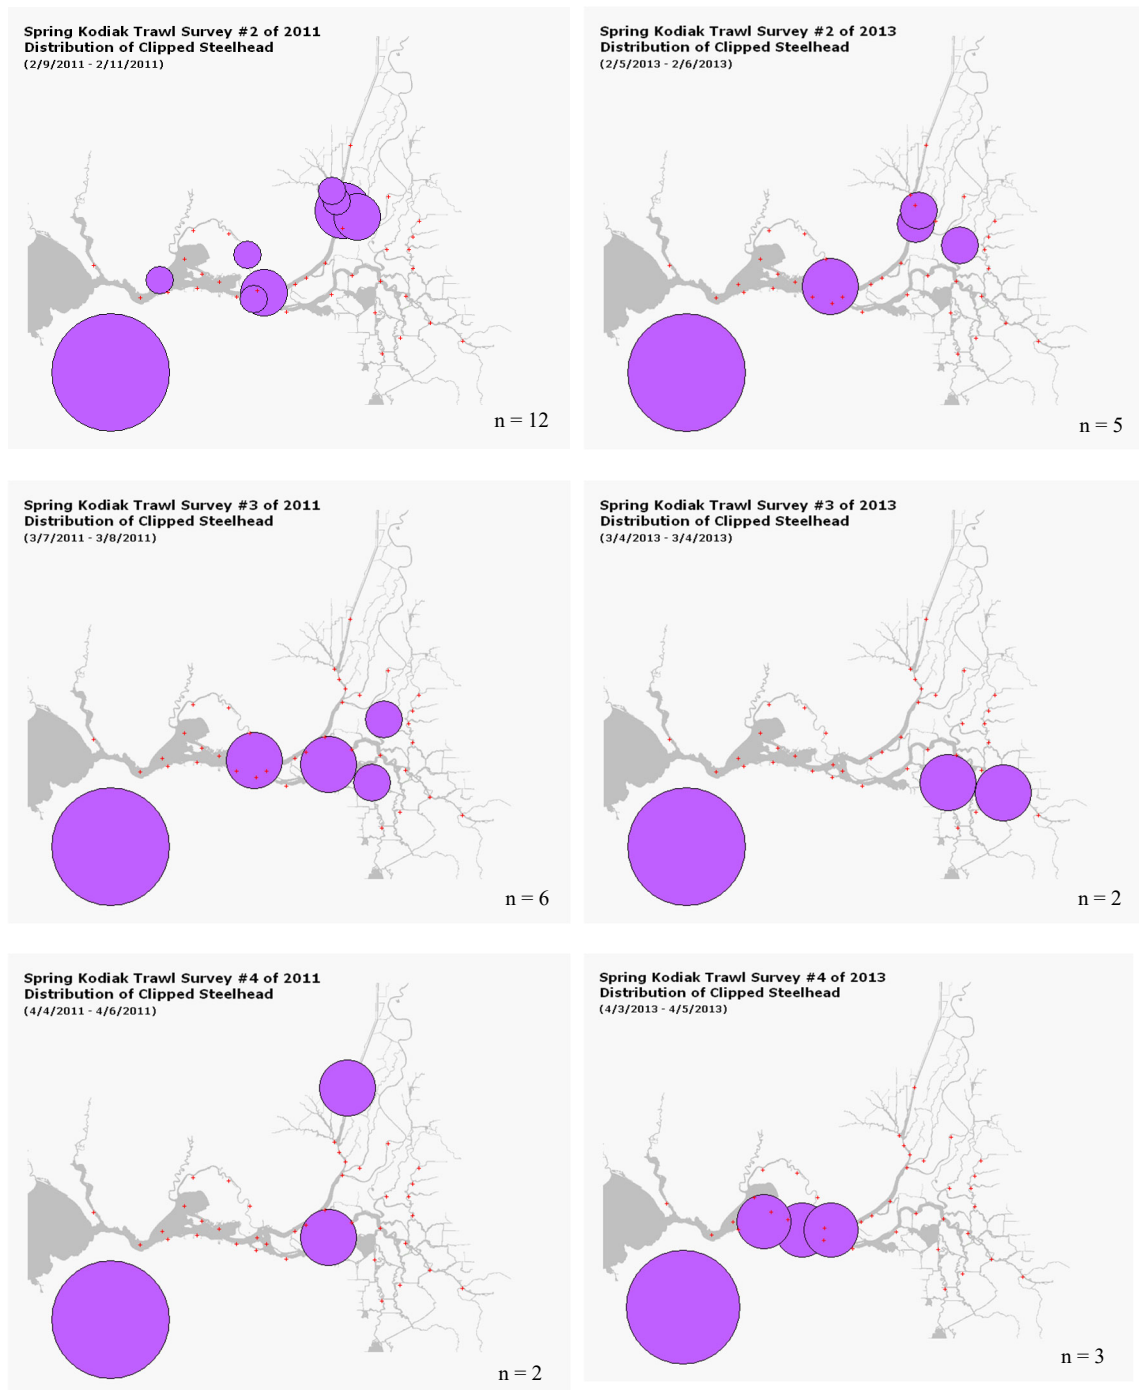 Spring Kodiak Trawl Survey #2 of 2011
Distribution of Clipped Steelhead
(2/9/2011 - 2/11/2011)
n = 12
Spring Kodiak Trawl Survey #2 of 2013
Distribution of Clipped Steelhead
(2/5/2013 - 2/6/2013)
n = 5
Spring Kodiak Trawl Survey #3 of 2011
Distribution of Clipped Steelhead
(3/7/2011 - 3/8/2011)
n = 6
Spring Kodiak Trawl Survey #3 of 2013
Distribution of Clipped Steelhead
(3/4/2013 - 3/4/2013)
n = 2
Spring Kodiak Trawl Survey #4 of 2011
Distribution of Clipped Steelhead
(4/4/2011 - 4/6/2011)
n = 2
Spring Kodiak Trawl Survey #4 of 2013
Distribution of Clipped Steelhead
(4/3/2013 - 4/5/2013)
n = 3